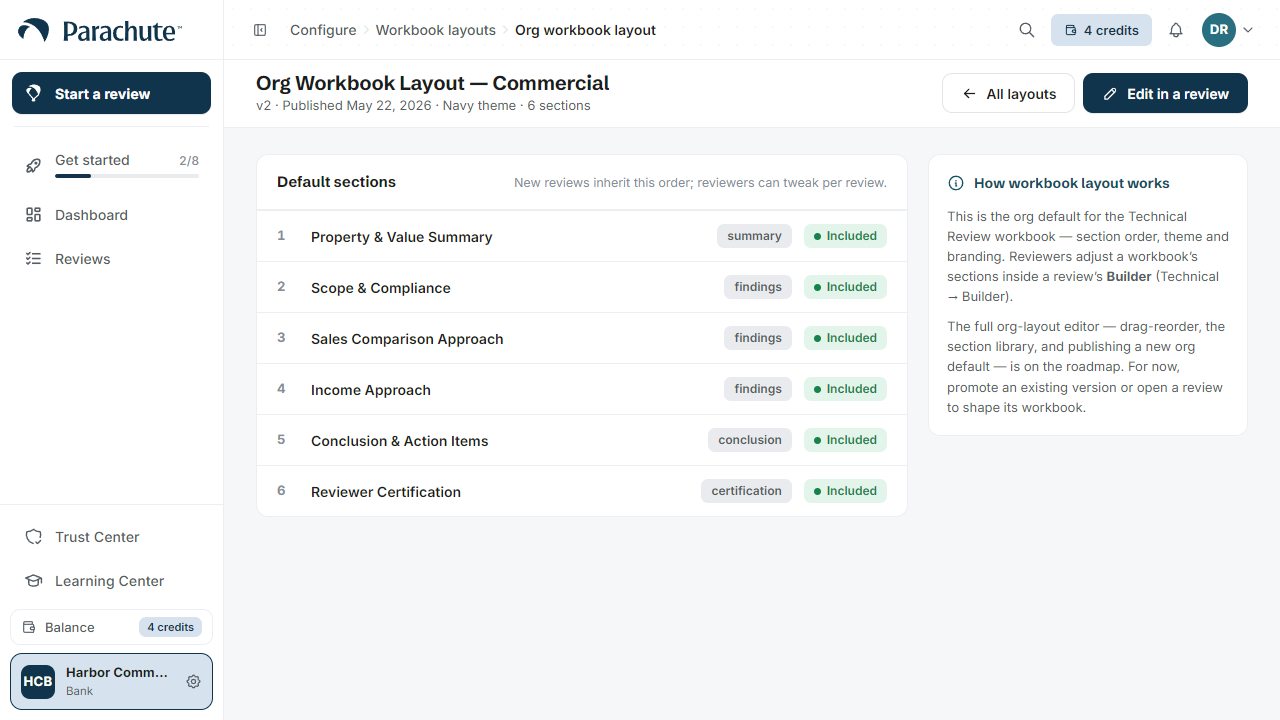 Parachute™
Configure
Workbook layouts
Org workbook layout
4 credits
DR
Start a review
Get started
2/8
Dashboard
Reviews
Trust Center
Learning Center
Balance
4 credits
HCB
Harbor Comm...
Bank
Org Workbook Layout — Commercial
v2 · Published May 22, 2026 · Navy theme · 6 sections
All layouts
Edit in a review
Default sections
New reviews inherit this order; reviewers can tweak per review.
1 Property & Value Summary summary Included
2 Scope & Compliance findings Included
3 Sales Comparison Approach findings Included
4 Income Approach findings Included
5 Conclusion & Action Items conclusion Included
6 Reviewer Certification certification Included
How workbook layout works
This is the org default for the Technical
Review workbook — section order, theme and
branding. Reviewers adjust a workbook's
sections inside a review's Builder (Technical
→ Builder).
The full org-layout editor — drag-reorder, the
section library, and publishing a new org
default — is on the roadmap. For now,
promote an existing version or open a review
to shape its workbook.